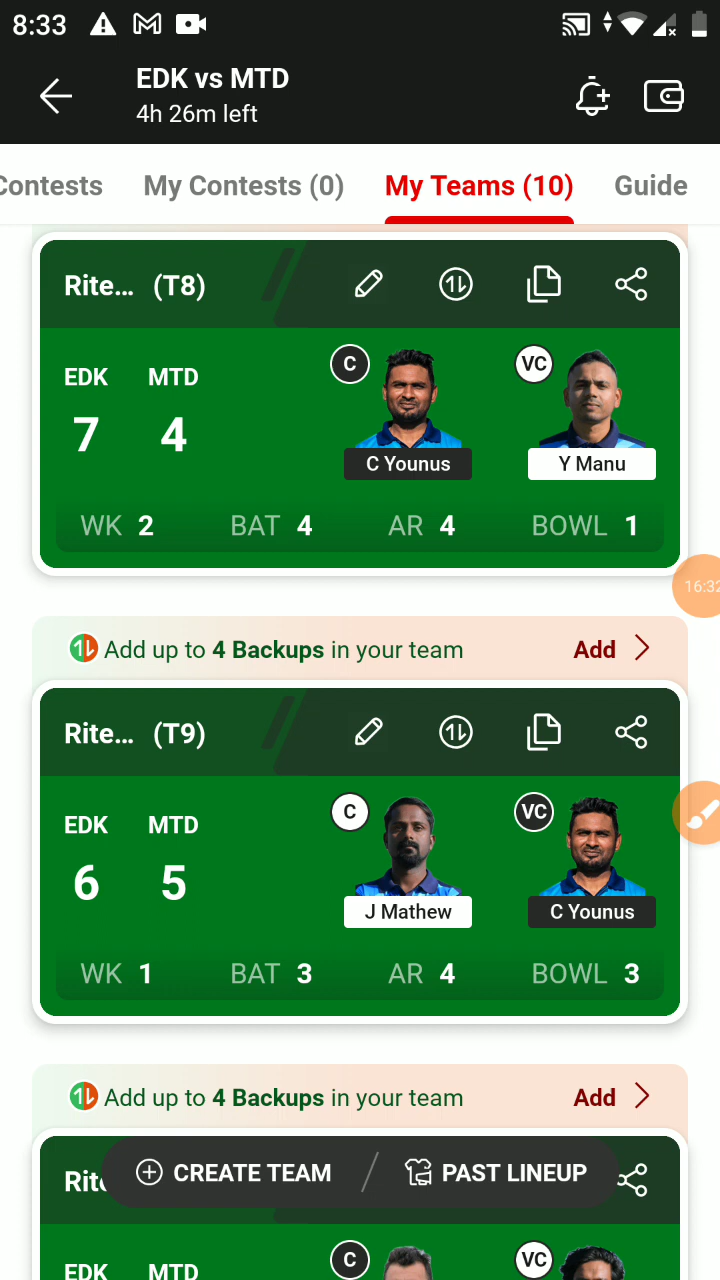 8:33
EDK vs MTD
4h 26m left
Contests My Contests (0) My Teams (10) Guide
Rite... (T8)
C VC
EDK MTD
7 4
C Younus Y Manu
WK 2 BAT 4 AR 4 BOWL 1
16:32
Add up to 4 Backups in your team Add
Rite... (T9)
C VC
EDK MTD
6 5
J Mathew C Younus
WK 1 BAT 3 AR 4 BOWL 3
Add up to 4 Backups in your team Add
CREATE TEAM PAST LINEUP
C VC
EDK MTD